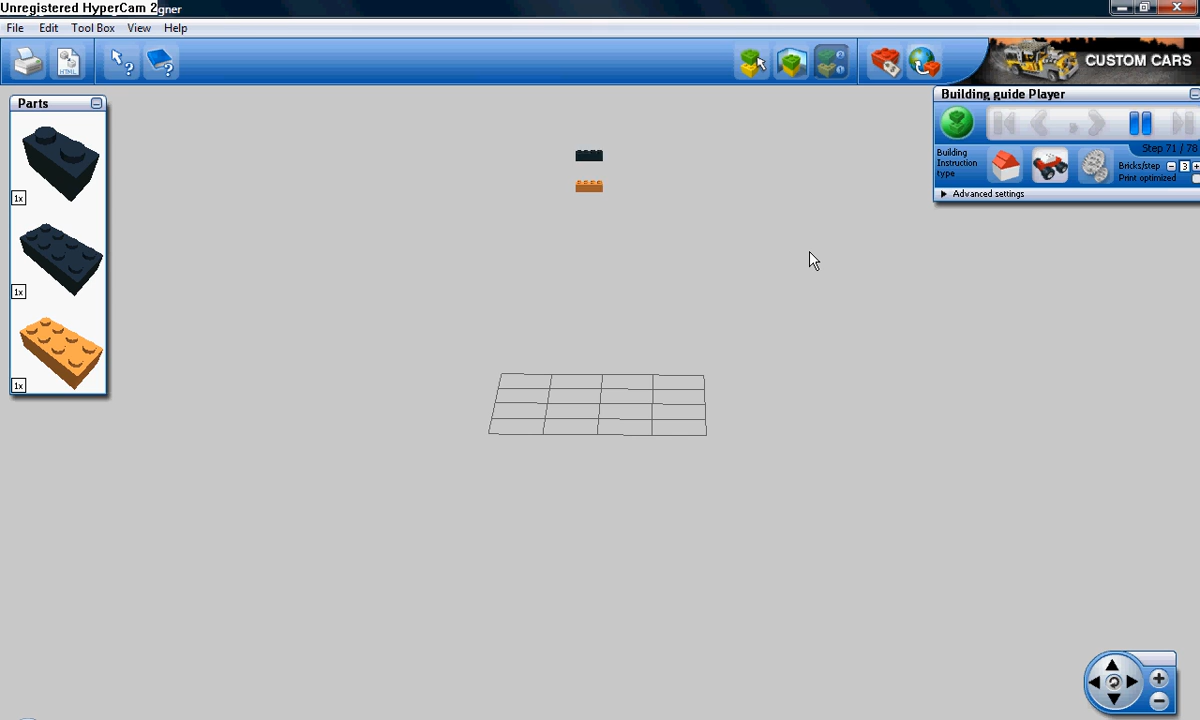 Unregistered HyperCam 2gner
File Edit Tool Box View Help
HTML
CUSTOM CARS
Parts
1x
1x
1x
Building guide Player
Step 71 / 78
Building
Instruction
type
Bricks/step 3
Print optimized
Advanced settings